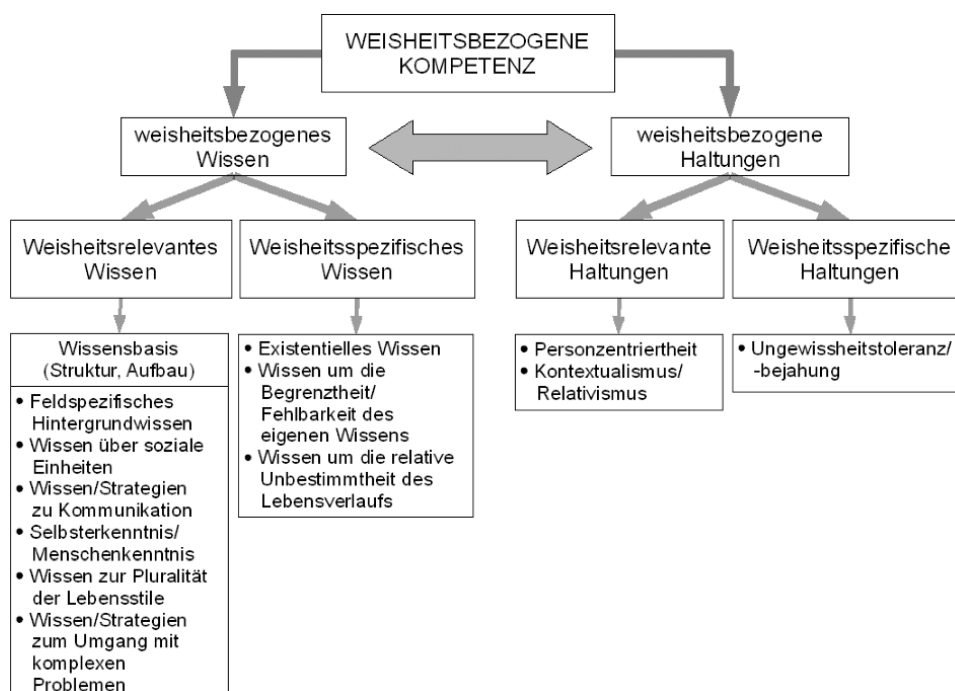 WEISHEITSBEZOGENE
KOMPETENZ
weisheitsbezogenes
Wissen
weisheitsbezogene
Haltungen
Weisheitsrelevantes
Wissen
Weisheitsspezifisches
Wissen
Weisheitsrelevante
Haltungen
Weisheitsspezifische
Haltungen
Wissensbasis
(Struktur, Aufbau)
• Feldspezifisches
Hintergrundwissen
• Wissen über soziale
Einheiten
• Wissen/Strategien
zu Kommunikation
• Selbsterkenntnis/
Menschenkenntnis
• Wissen zur Pluralität
der Lebensstile
• Wissen/Strategien
zum Umgang mit
komplexen
Problemen
• Existentielles Wissen
• Wissen um die
Begrenztheit/
Fehlbarkeit des
eigenen Wissens
• Wissen um die relative
Unbestimmtheit des
Lebensverlaufs
• Personzentriertheit
• Kontextualismus/
Relativismus
• Ungewissheitstoleranz/
-bejahung